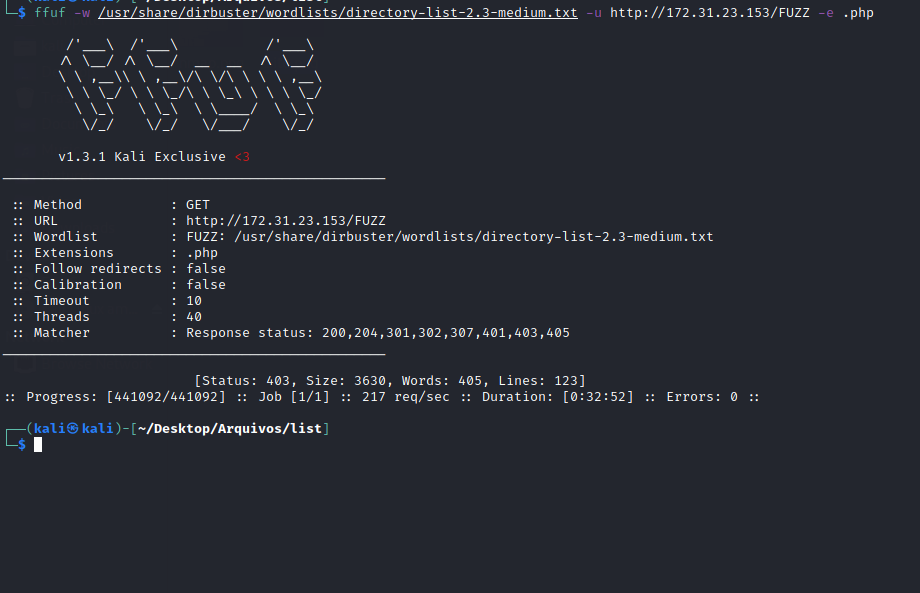 (kali㉿kali)-[~/Desktop/Arquivos/list]
└─$ ffuf -w /usr/share/dirbuster/wordlists/directory-list-2.3-medium.txt -u http://172.31.23.153/FUZZ -e .php
        /'___\  /'___\           /'___\
       /\ \__/ /\ \__/  __  __  /\ \__/
       \ \ ,__\\ \ ,__\/\ \/\ \ \ \ ,__\
        \ \ \_/ \ \ \_/\ \ \_\ \ \ \ \_/
         \ \_\   \ \_\  \ \____/  \ \_\
          \/_/    \/_/   \/___/    \/_/
v1.3.1 Kali Exclusive <3
________________________________________________
:: Method : GET
:: URL : http://172.31.23.153/FUZZ
:: Wordlist : FUZZ: /usr/share/dirbuster/wordlists/directory-list-2.3-medium.txt
:: Extensions : .php
:: Follow redirects : false
:: Calibration : false
:: Timeout : 10
:: Threads : 40
:: Matcher : Response status: 200,204,301,302,307,401,403,405
________________________________________________
[Status: 403, Size: 3630, Words: 405, Lines: 123]
:: Progress: [441092/441092] :: Job [1/1] :: 217 req/sec :: Duration: [0:32:52] :: Errors: 0 ::
┌──(kali㉿kali)-[~/Desktop/Arquivos/list]
└─$